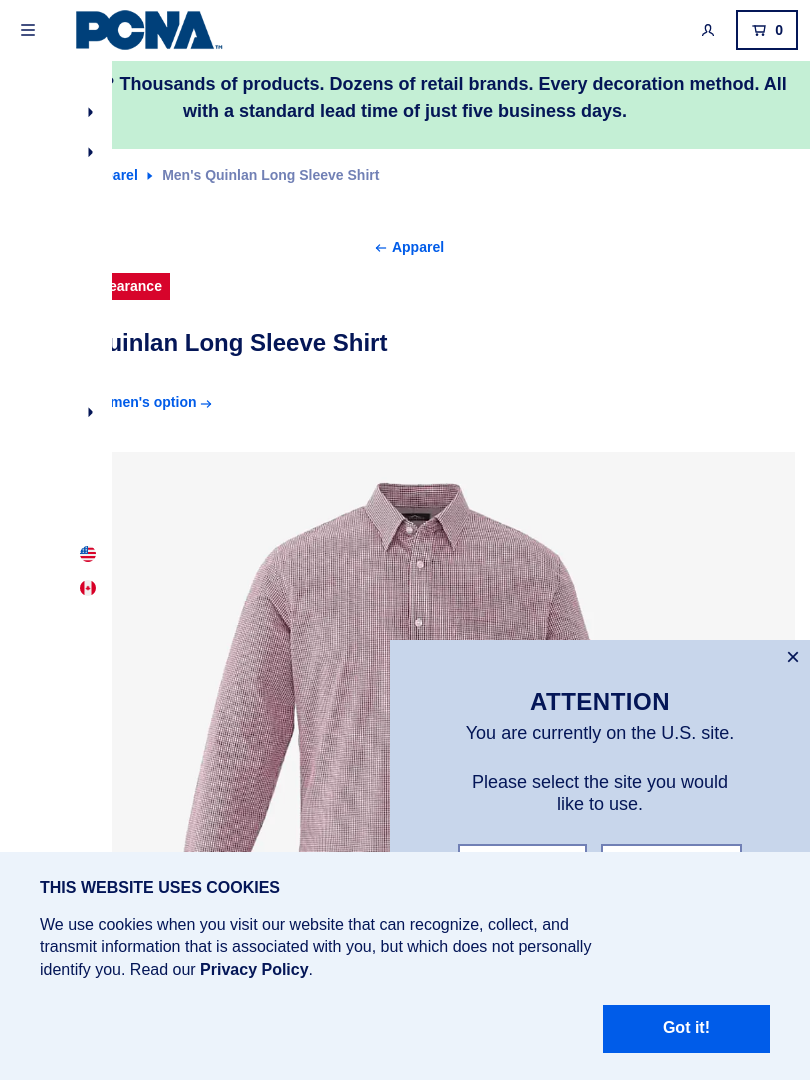 PCNA™
0
? Thousands of products. Dozens of retail brands. Every decoration method. All
with a standard lead time of just five business days.
arel Men's Quinlan Long Sleeve Shirt
← Apparel
earance
uinlan Long Sleeve Shirt
men's option →
×
ATTENTION
You are currently on the U.S. site.
Please select the site you would
like to use.
THIS WEBSITE USES COOKIES
We use cookies when you visit our website that can recognize, collect, and
transmit information that is associated with you, but which does not personally
identify you. Read our Privacy Policy.
Got it!